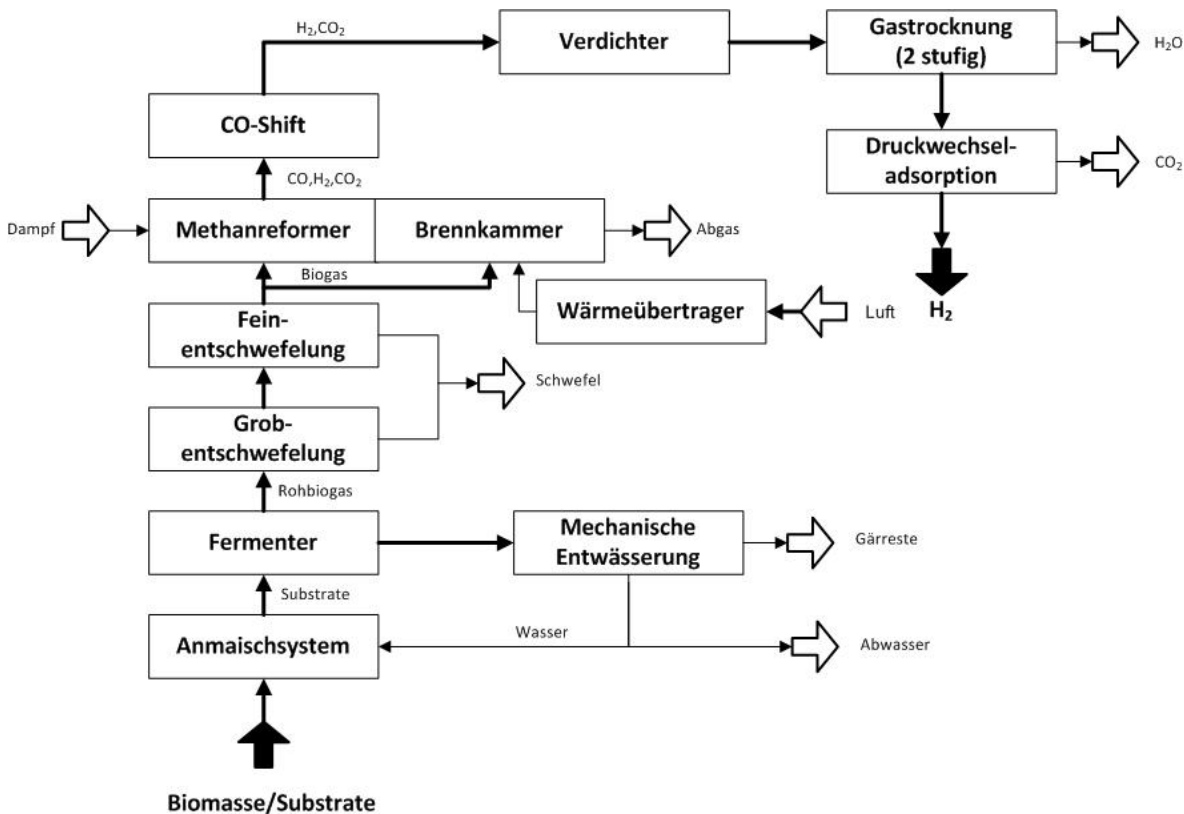 H₂,CO₂
Verdichter
Gastrocknung
(2 stufig)
H₂O
CO-Shift
Druckwechsel-
adsorption
CO₂
CO,H₂,CO₂
Dampf
Methanreformer
Brennkammer
Abgas
Biogas
H₂
Fein-
entschwefelung
Wärmeübertrager
Luft
Schwefel
Grob-
entschwefelung
Rohbiogas
Fermenter
Mechanische
Entwässerung
Gärreste
Substrate
Anmaischsystem
Wasser
Abwasser
Biomasse/Substrate